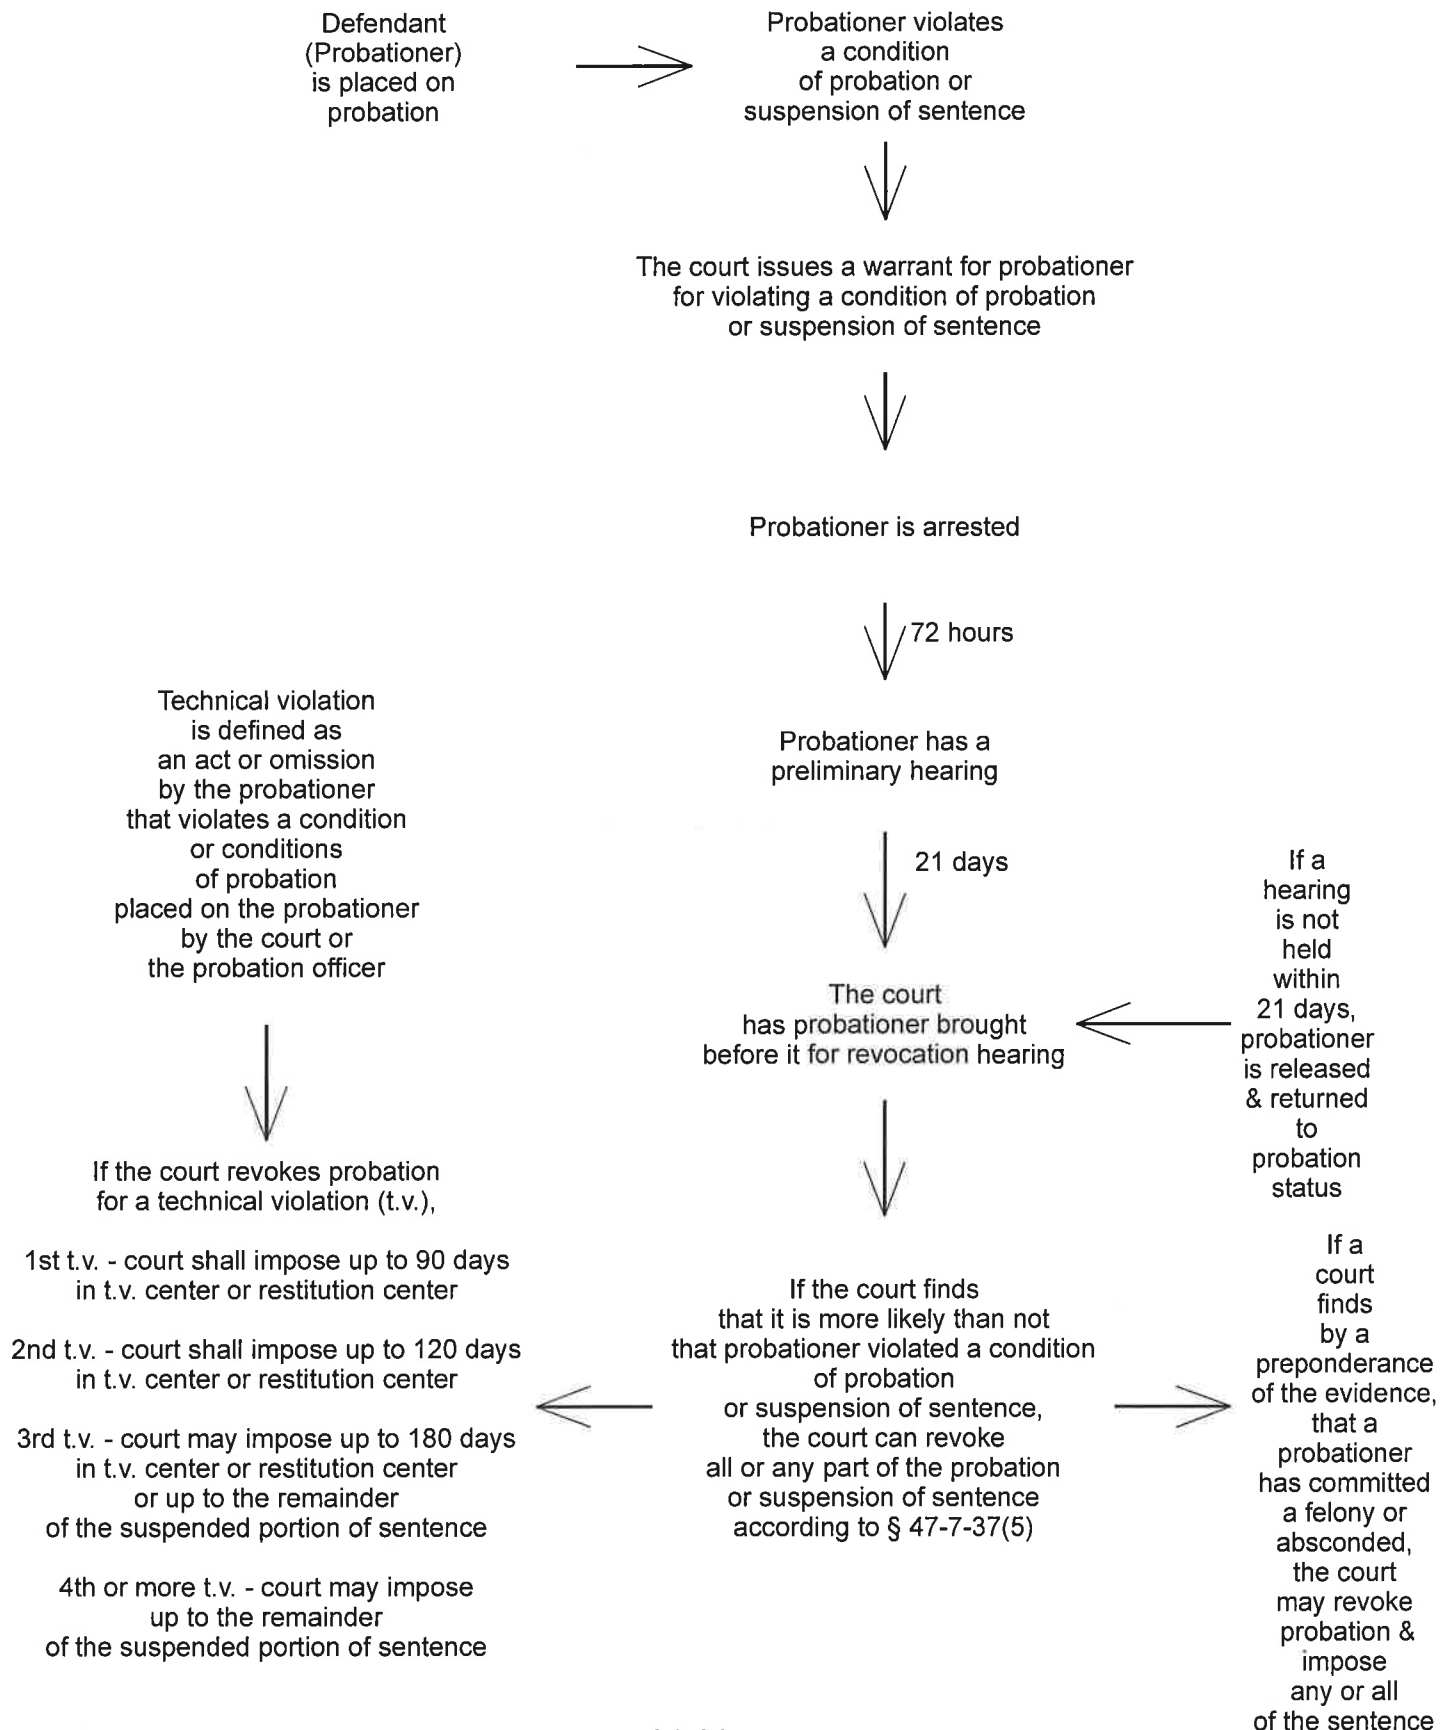 Defendant
(Probationer)
is placed on
probation
Probationer violates
a condition
of probation or
suspension of sentence
The court issues a warrant for probationer
for violating a condition of probation
or suspension of sentence
Probationer is arrested
72 hours
Probationer has a
preliminary hearing
21 days
The court
has probationer brought
before it for revocation hearing
If a
hearing
is not
held
within
21 days,
probationer
is released
& returned
to
probation
status
If the court finds
that it is more likely than not
that probationer violated a condition
of probation
or suspension of sentence,
the court can revoke
all or any part of the probation
or suspension of sentence
according to § 47-7-37(5)
Technical violation
is defined as
an act or omission
by the probationer
that violates a condition
or conditions
of probation
placed on the probationer
by the court or
the probation officer
If the court revokes probation
for a technical violation (t.v.),
1st t.v. - court shall impose up to 90 days
in t.v. center or restitution center
2nd t.v. - court shall impose up to 120 days
in t.v. center or restitution center
3rd t.v. - court may impose up to 180 days
in t.v. center or restitution center
or up to the remainder
of the suspended portion of sentence
4th or more t.v. - court may impose
up to the remainder
of the suspended portion of sentence
If a
court
finds
by a
preponderance
of the evidence,
that a
probationer
has committed
a felony or
absconded,
the court
may revoke
probation &
impose
any or all
of the sentence